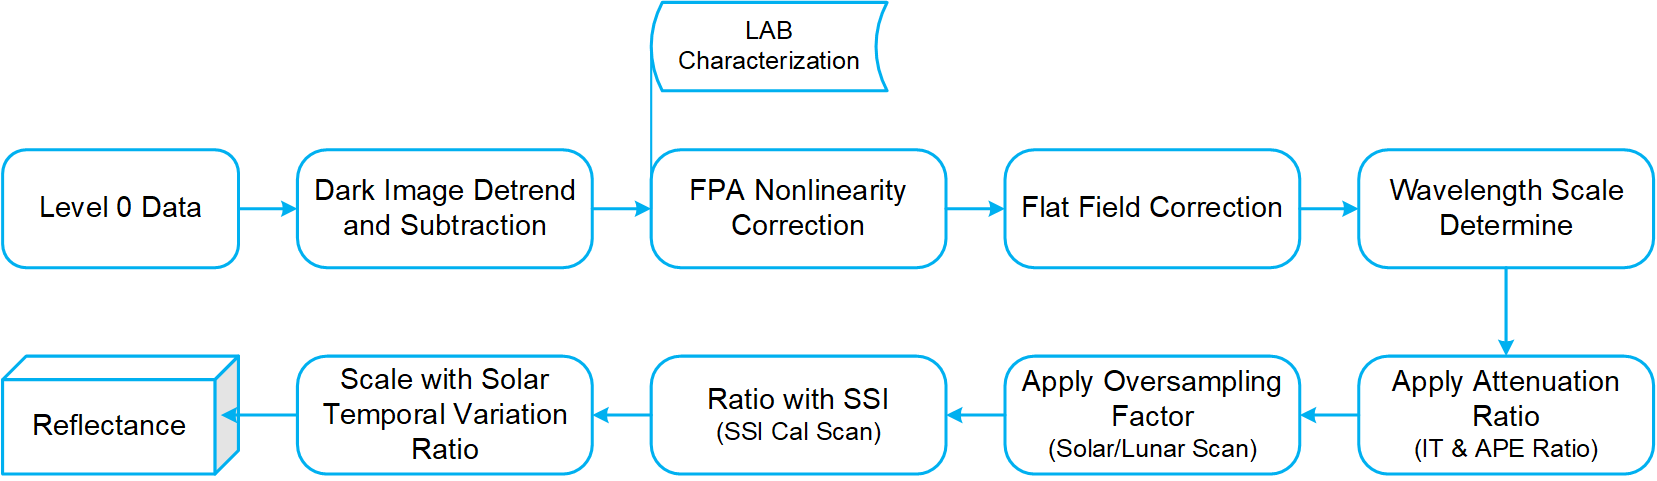 LAB
Characterization
Level 0 Data
Dark Image Detrend
and Subtraction
FPA Nonlinearity
Correction
Flat Field Correction
Wavelength Scale
Determine
Apply Attenuation
Ratio
(IT & APE Ratio)
Apply Oversampling
Factor
(Solar/Lunar Scan)
Ratio with SSI
(SSI Cal Scan)
Scale with Solar
Temporal Variation
Ratio
Reflectance